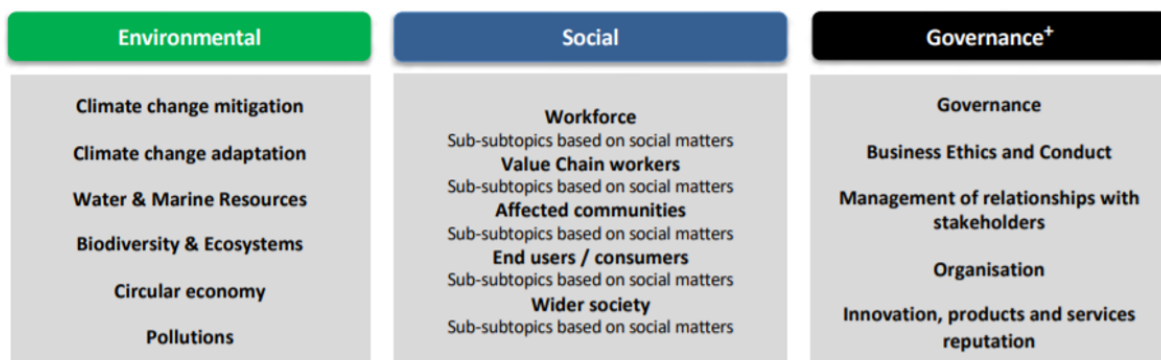 Environmental
Climate change mitigation
Climate change adaptation
Water & Marine Resources
Biodiversity & Ecosystems
Circular economy
Pollutions
Social
Workforce
Sub-subtopics based on social matters
Value Chain workers
Sub-subtopics based on social matters
Affected communities
Sub-subtopics based on social matters
End users / consumers
Sub-subtopics based on social matters
Wider society
Sub-subtopics based on social matters
Governance+
Governance
Business Ethics and Conduct
Management of relationships with
stakeholders
Organisation
Innovation, products and services
reputation